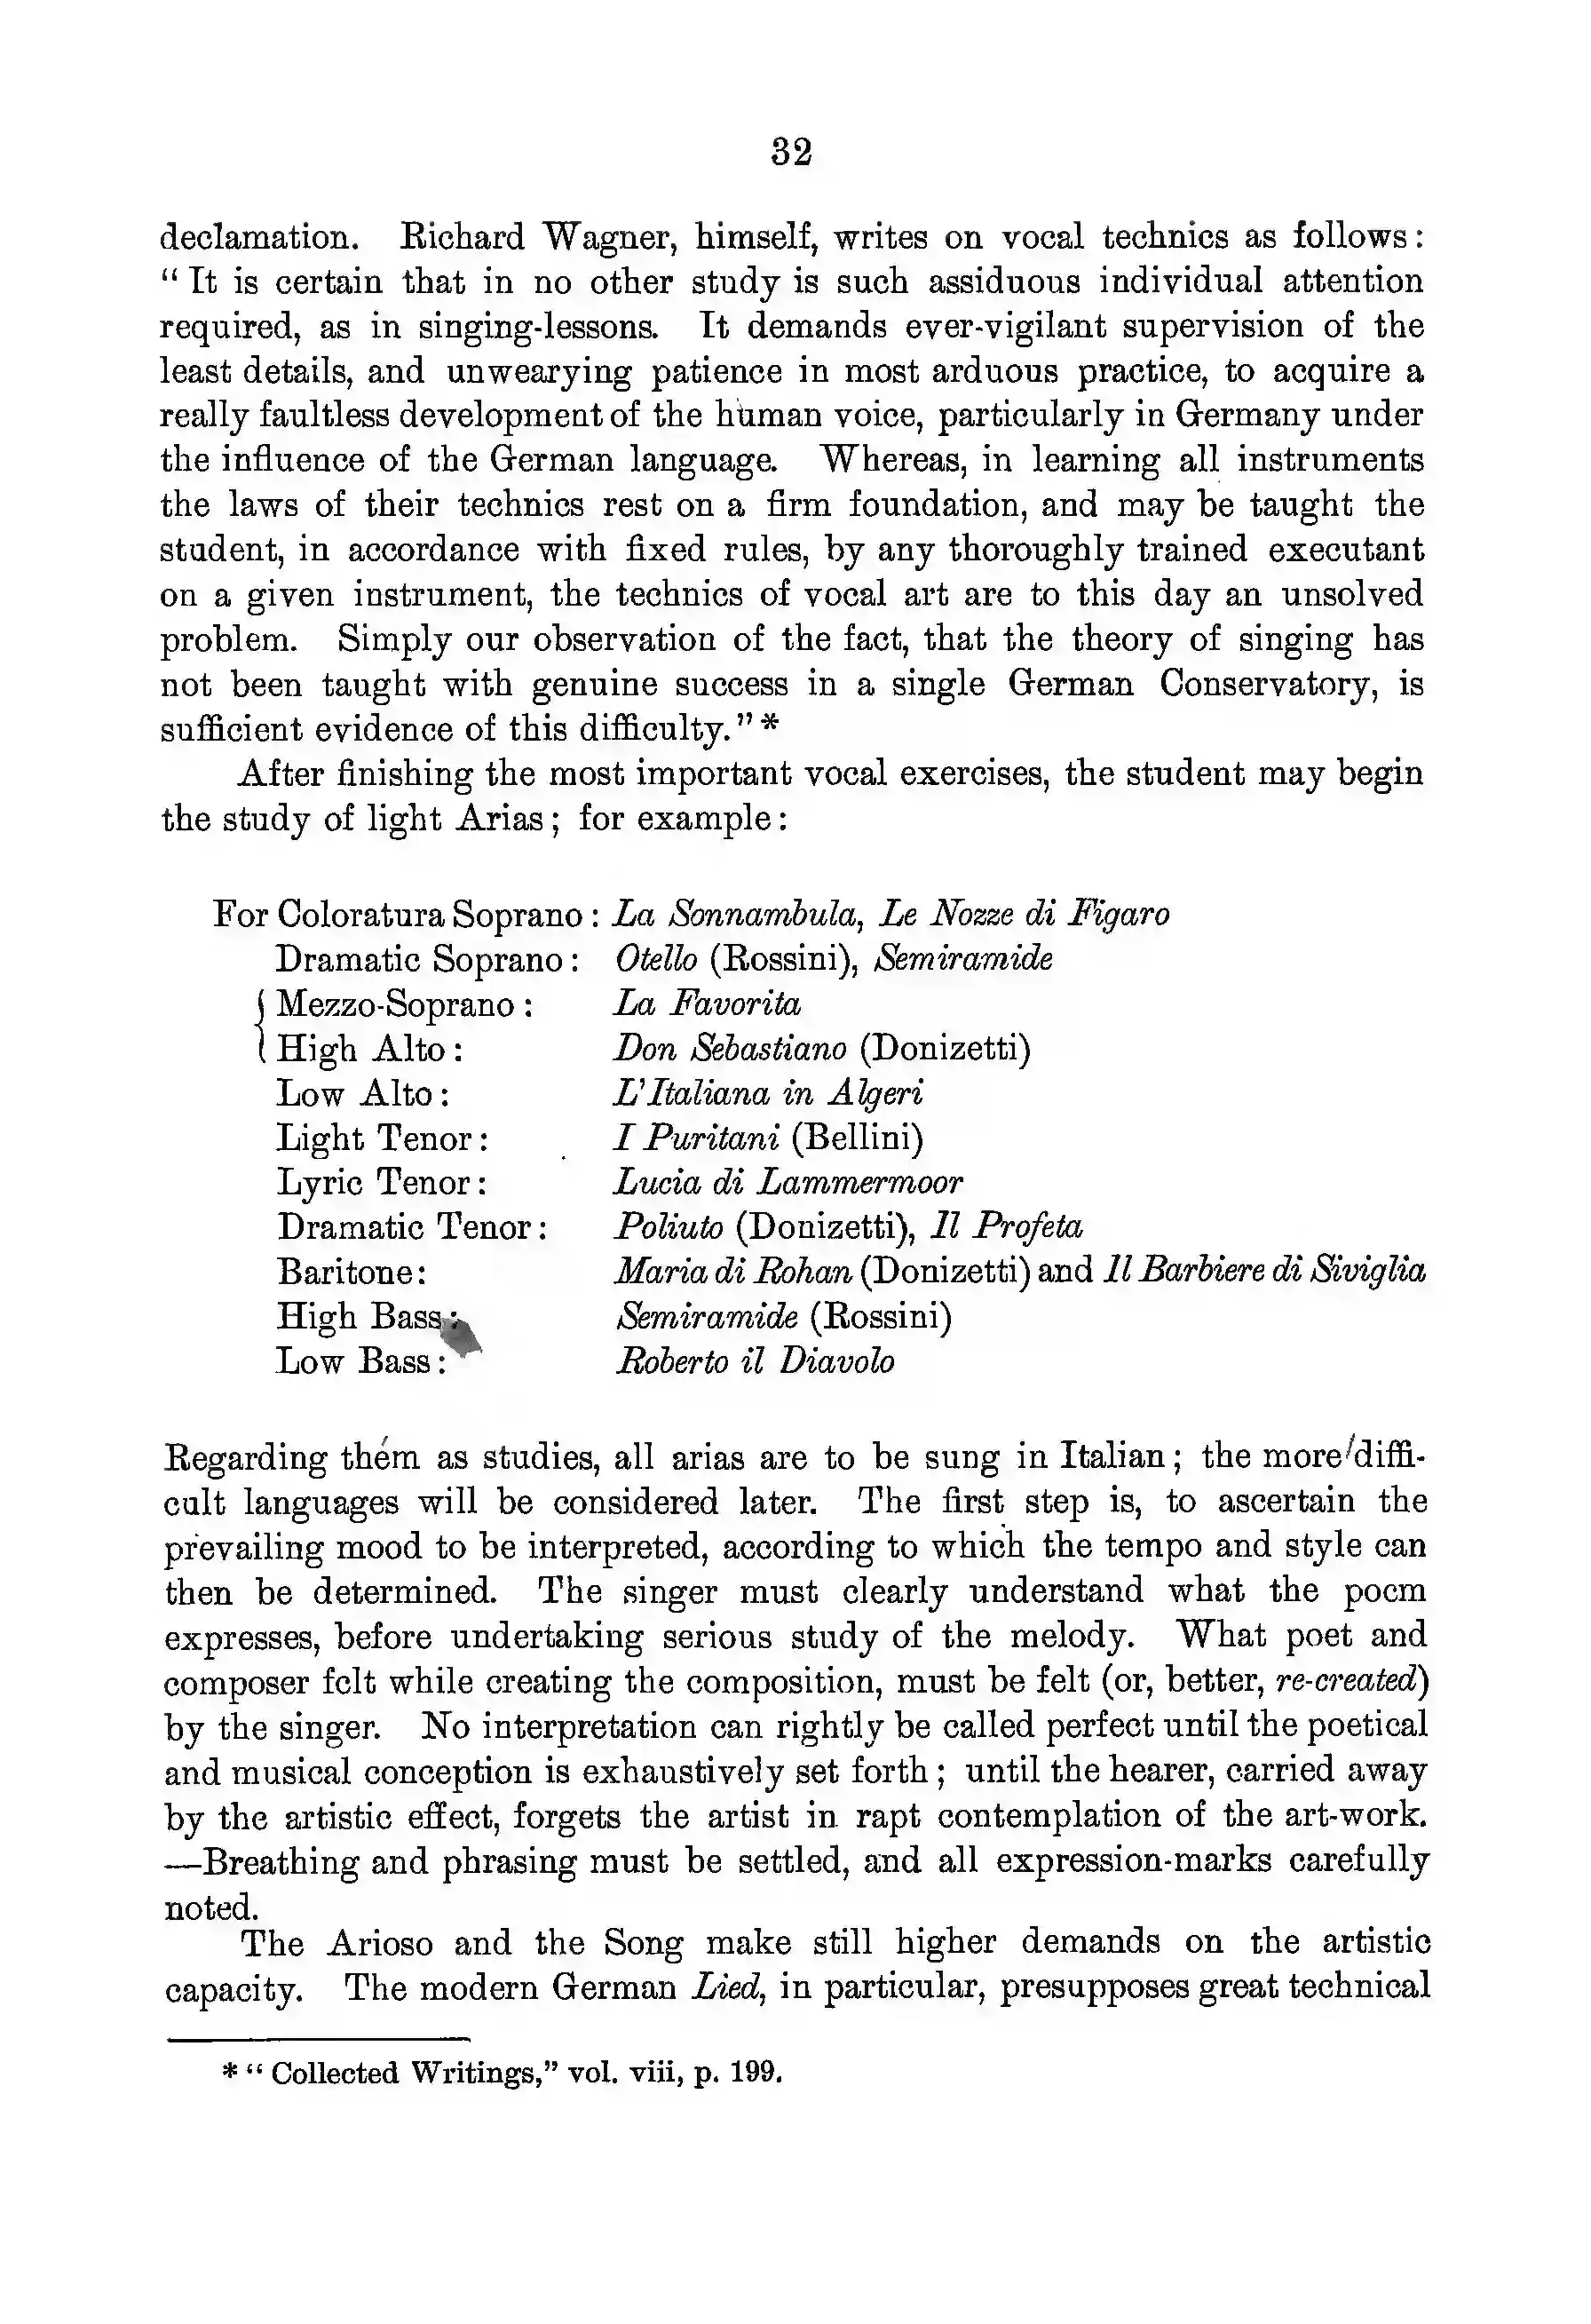 32
declamation. Richard Wagner, himself, writes on vocal technics as follows:
“ It is certain that in no other study is such assiduous individual attention
required, as in singing-lessons. It demands ever-vigilant supervision of the
least details, and unwearying patience in most arduous practice, to acquire a
really faultless development of the human voice, particularly in Germany under
the influence of the German language. Whereas, in learning all instruments
the laws of their technics rest on a firm foundation, and may be taught the
student, in accordance with fixed rules, by any thoroughly trained executant
on a given instrument, the technics of vocal art are to this day an unsolved
problem. Simply our observation of the fact, that the theory of singing has
not been taught with genuine success in a single German Conservatory, is
sufficient evidence of this difficulty.” *
After finishing the most important vocal exercises, the student may begin
the study of light Arias; for example:
For Coloratura Soprano: La Sonnambula, Le Nozze di Figaro
Dramatic Soprano: Otello (Rossini), Semiramide
{ Mezzo-Soprano: La Favorita
{ High Alto: Don Sebastiano (Donizetti)
Low Alto: L'Italiana in Algeri
Light Tenor: I Puritani (Bellini)
Lyric Tenor: Lucia di Lammermoor
Dramatic Tenor: Poliuto (Donizetti), Il Profeta
Baritone: Maria di Rohan (Donizetti) and Il Barbiere di Siviglia
High Bass: Semiramide (Rossini)
Low Bass: Roberto il Diavolo
Regarding them as studies, all arias are to be sung in Italian; the more diffi-
cult languages will be considered later. The first step is, to ascertain the
prevailing mood to be interpreted, according to which the tempo and style can
then be determined. The singer must clearly understand what the poem
expresses, before undertaking serious study of the melody. What poet and
composer felt while creating the composition, must be felt (or, better, re-created)
by the singer. No interpretation can rightly be called perfect until the poetical
and musical conception is exhaustively set forth; until the hearer, carried away
by the artistic effect, forgets the artist in rapt contemplation of the art-work.
—Breathing and phrasing must be settled, and all expression-marks carefully
noted.
The Arioso and the Song make still higher demands on the artistic
capacity. The modern German Lied, in particular, presupposes great technical
* “ Collected Writings,” vol. viii, p. 199.